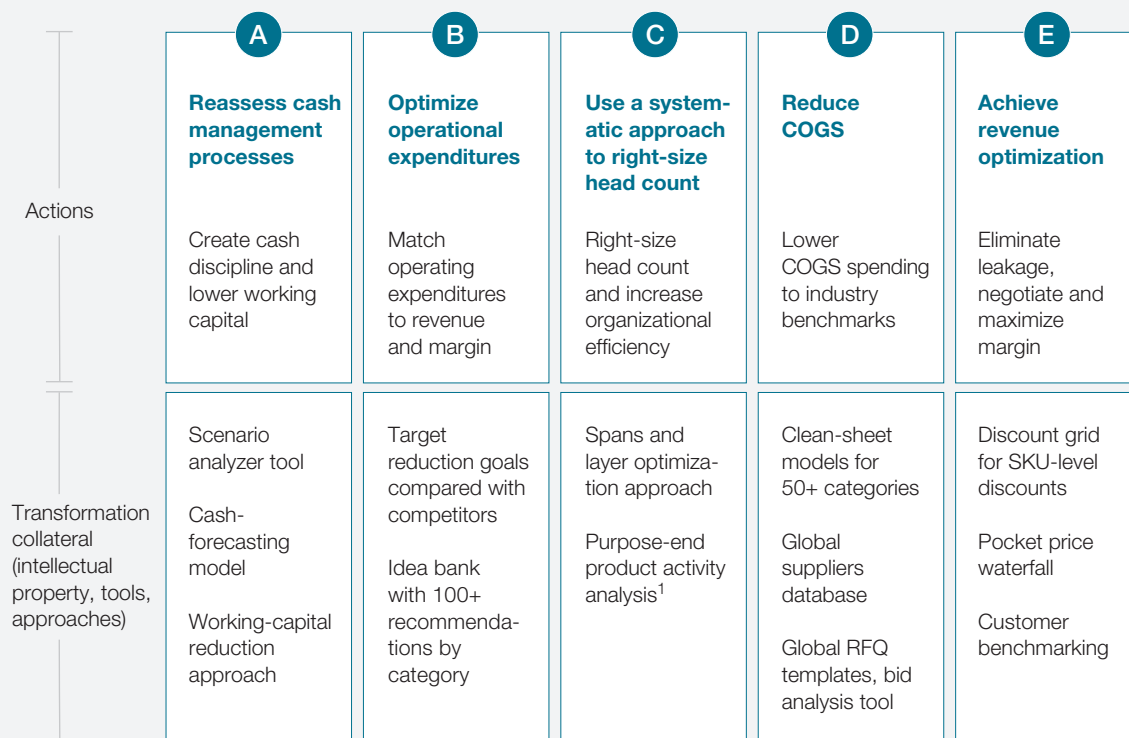 A
B
C
D
E
Reassess cash
management
processes
Optimize
operational
expenditures
Use a system-
atic approach
to right-size
head count
Reduce
COGS
Achieve
revenue
optimization
Actions
Create cash
discipline and
lower working
capital
Match
operating
expenditures
to revenue
and margin
Right-size
head count
and increase
organizational
efficiency
Lower
COGS spending
to industry
benchmarks
Eliminate
leakage,
negotiate and
maximize
margin
Transformation
collateral
(intellectual
property, tools,
approaches)
Scenario
analyzer tool
Cash-
forecasting
model
Working-capital
reduction
approach
Target
reduction goals
compared with
competitors
Idea bank
with 100+
recommenda-
tions by
category
Spans and
layer optimiza-
tion approach
Purpose-end
product activity
analysis¹
Clean-sheet
models for
50+ categories
Global
suppliers
database
Global RFQ
templates, bid
analysis tool
Discount grid
for SKU-level
discounts
Pocket price
waterfall
Customer
benchmarking